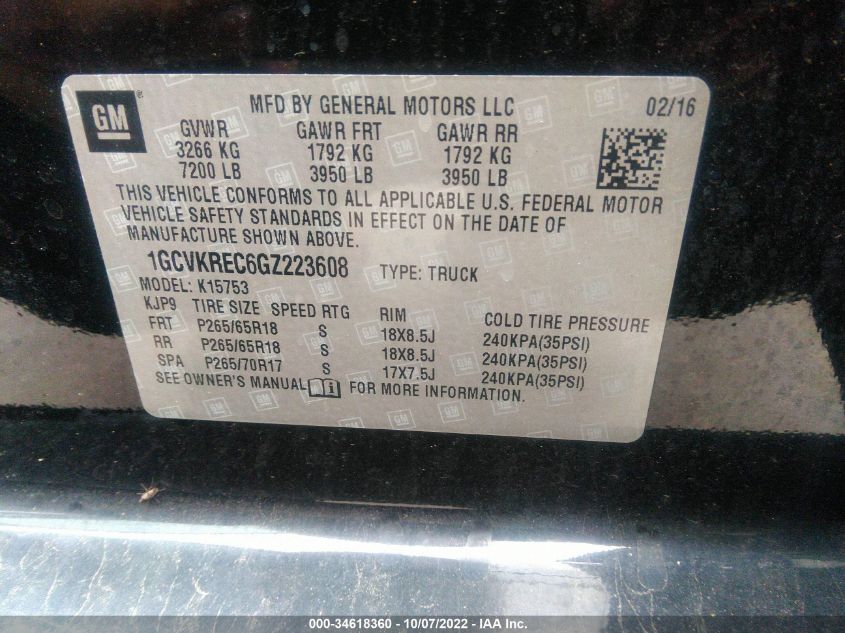 GM
MFD BY GENERAL MOTORS LLC 02/16
GVWR GAWR FRT GAWR RR
3266 KG 1792 KG 1792 KG
7200 LB 3950 LB 3950 LB
THIS VEHICLE CONFORMS TO ALL APPLICABLE U.S. FEDERAL MOTOR
VEHICLE SAFETY STANDARDS IN EFFECT ON THE DATE OF
MANUFACTURE SHOWN ABOVE.
1GCVKREC6GZ223608 TYPE: TRUCK
MODEL: K15753
KJP9 TIRE SIZE SPEED RTG RIM COLD TIRE PRESSURE
FRT P265/65R18 S 18X8.5J 240KPA(35PSI)
RR P265/65R18 S 18X8.5J 240KPA(35PSI)
SPA P265/70R17 S 17X7.5J 240KPA(35PSI)
SEE OWNER'S MANUAL FOR MORE INFORMATION.
000-34618360 - 10/07/2022 - IAA Inc.